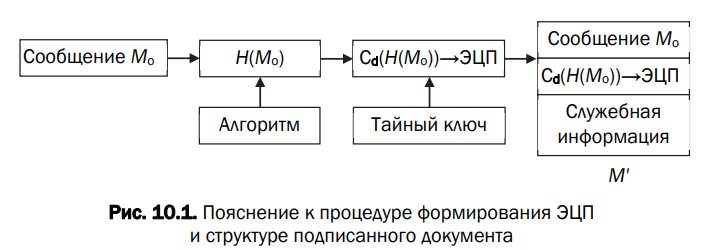 Сообщение Mо
H(Mо)
Cd(H(Mо))→ЭЦП
Сообщение Mо
Cd(H(Mо))→ЭЦП
Служебная
информация
Алгоритм
Тайный ключ
M'
Рис. 10.1. Пояснение к процедуре формирования ЭЦП
и структуре подписанного документа